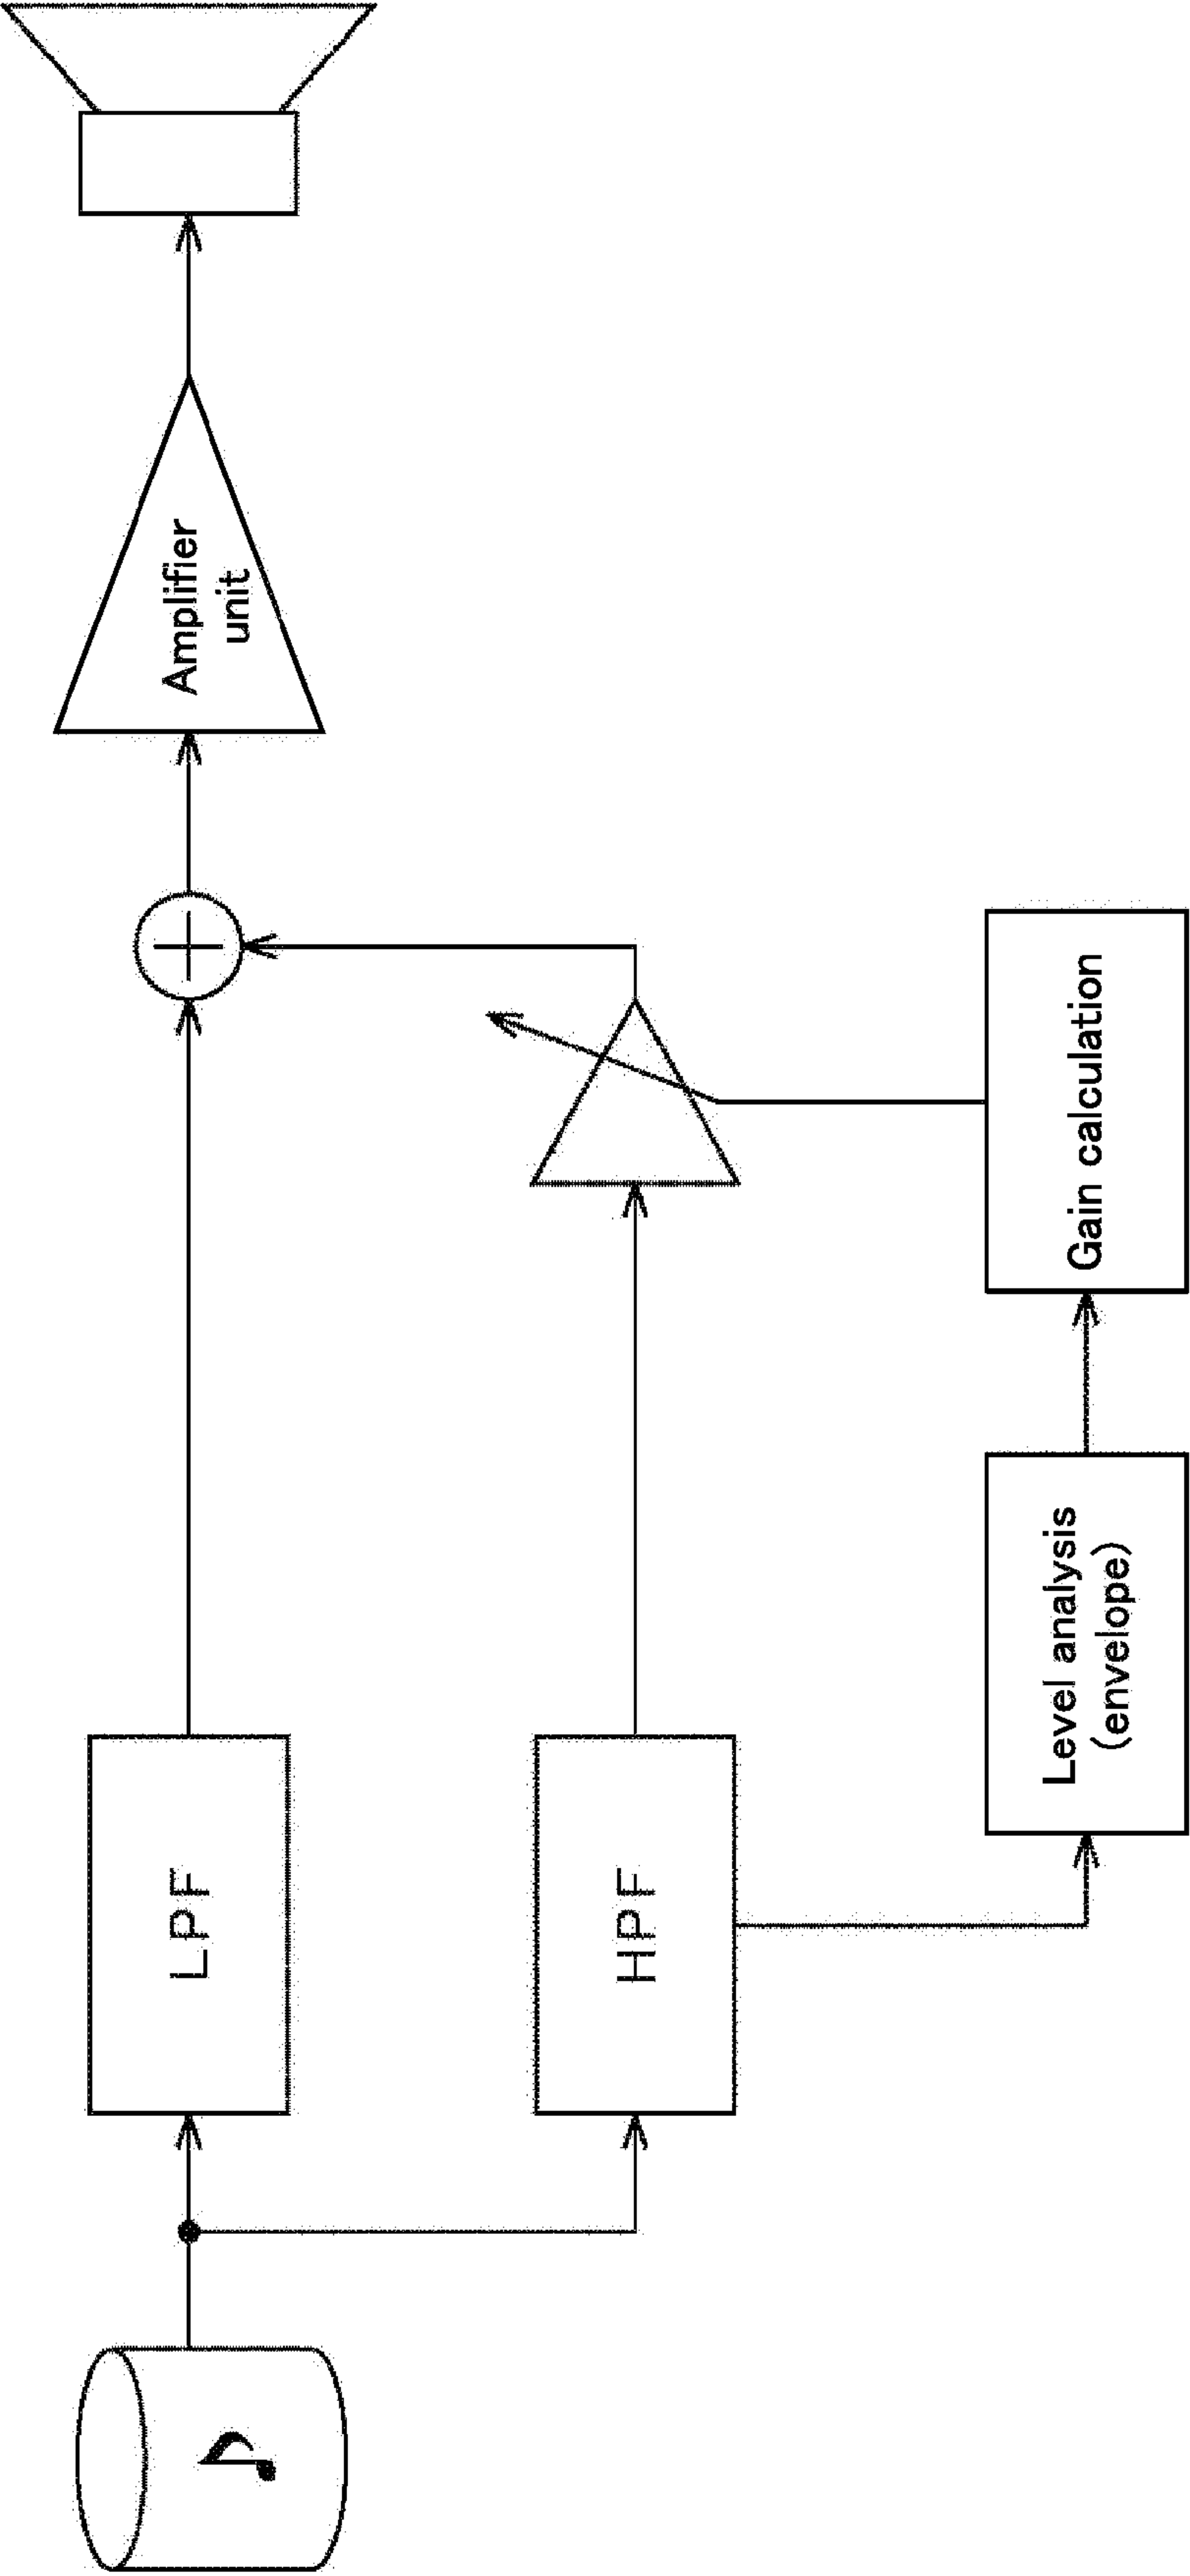 LPF
Amplifier
unit
HPF
Level analysis
(envelope)
Gain calculation